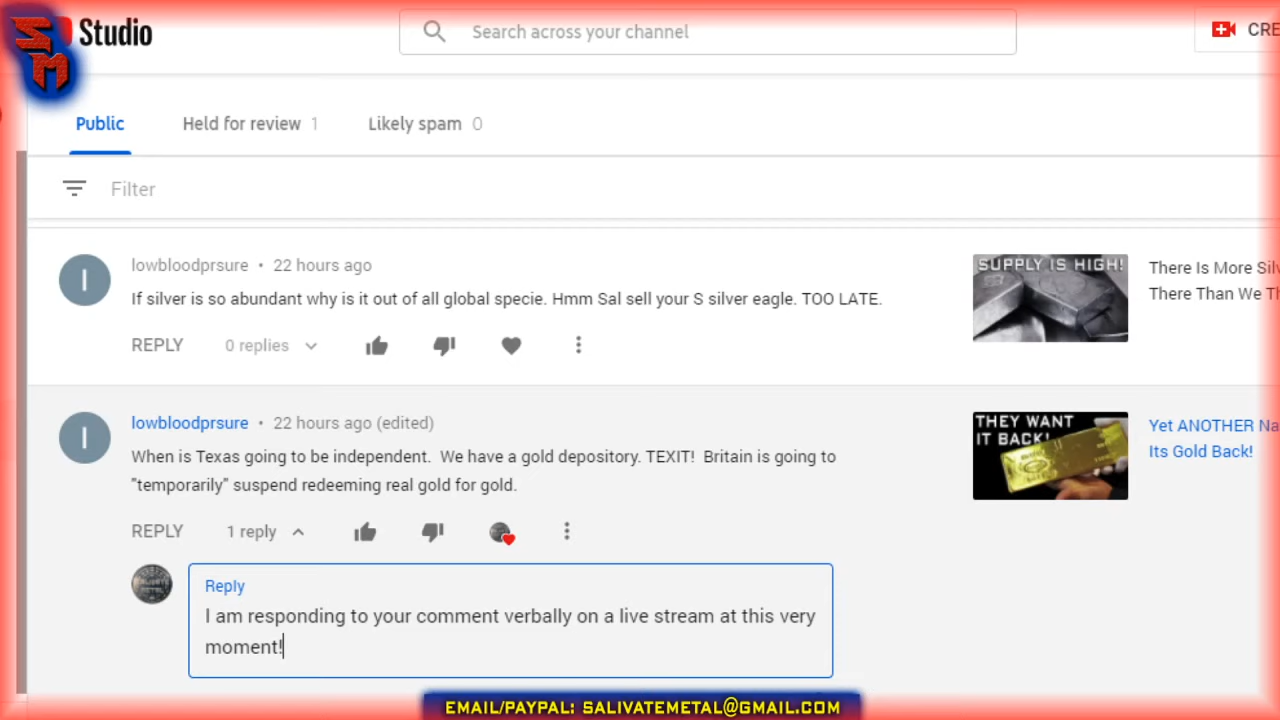 SM Studio
Search across your channel
CRE
Public
Held for review 1
Likely spam 0
Filter
I
lowbloodprsure • 22 hours ago
If silver is so abundant why is it out of all global specie. Hmm Sal sell your S silver eagle. TOO LATE.
REPLY
0 replies
SUPPLY IS HIGH!
There Is More Silv
There Than We Th
I
lowbloodprsure • 22 hours ago (edited)
When is Texas going to be independent. We have a gold depository. TEXIT! Britain is going to
"temporarily" suspend redeeming real gold for gold.
REPLY
1 reply
THEY WANT
IT BACK!
Yet ANOTHER Na
Its Gold Back!
Reply
I am responding to your comment verbally on a live stream at this very
moment!
EMAIL/PAYPAL: SALIVATEMETAL@GMAIL.COM